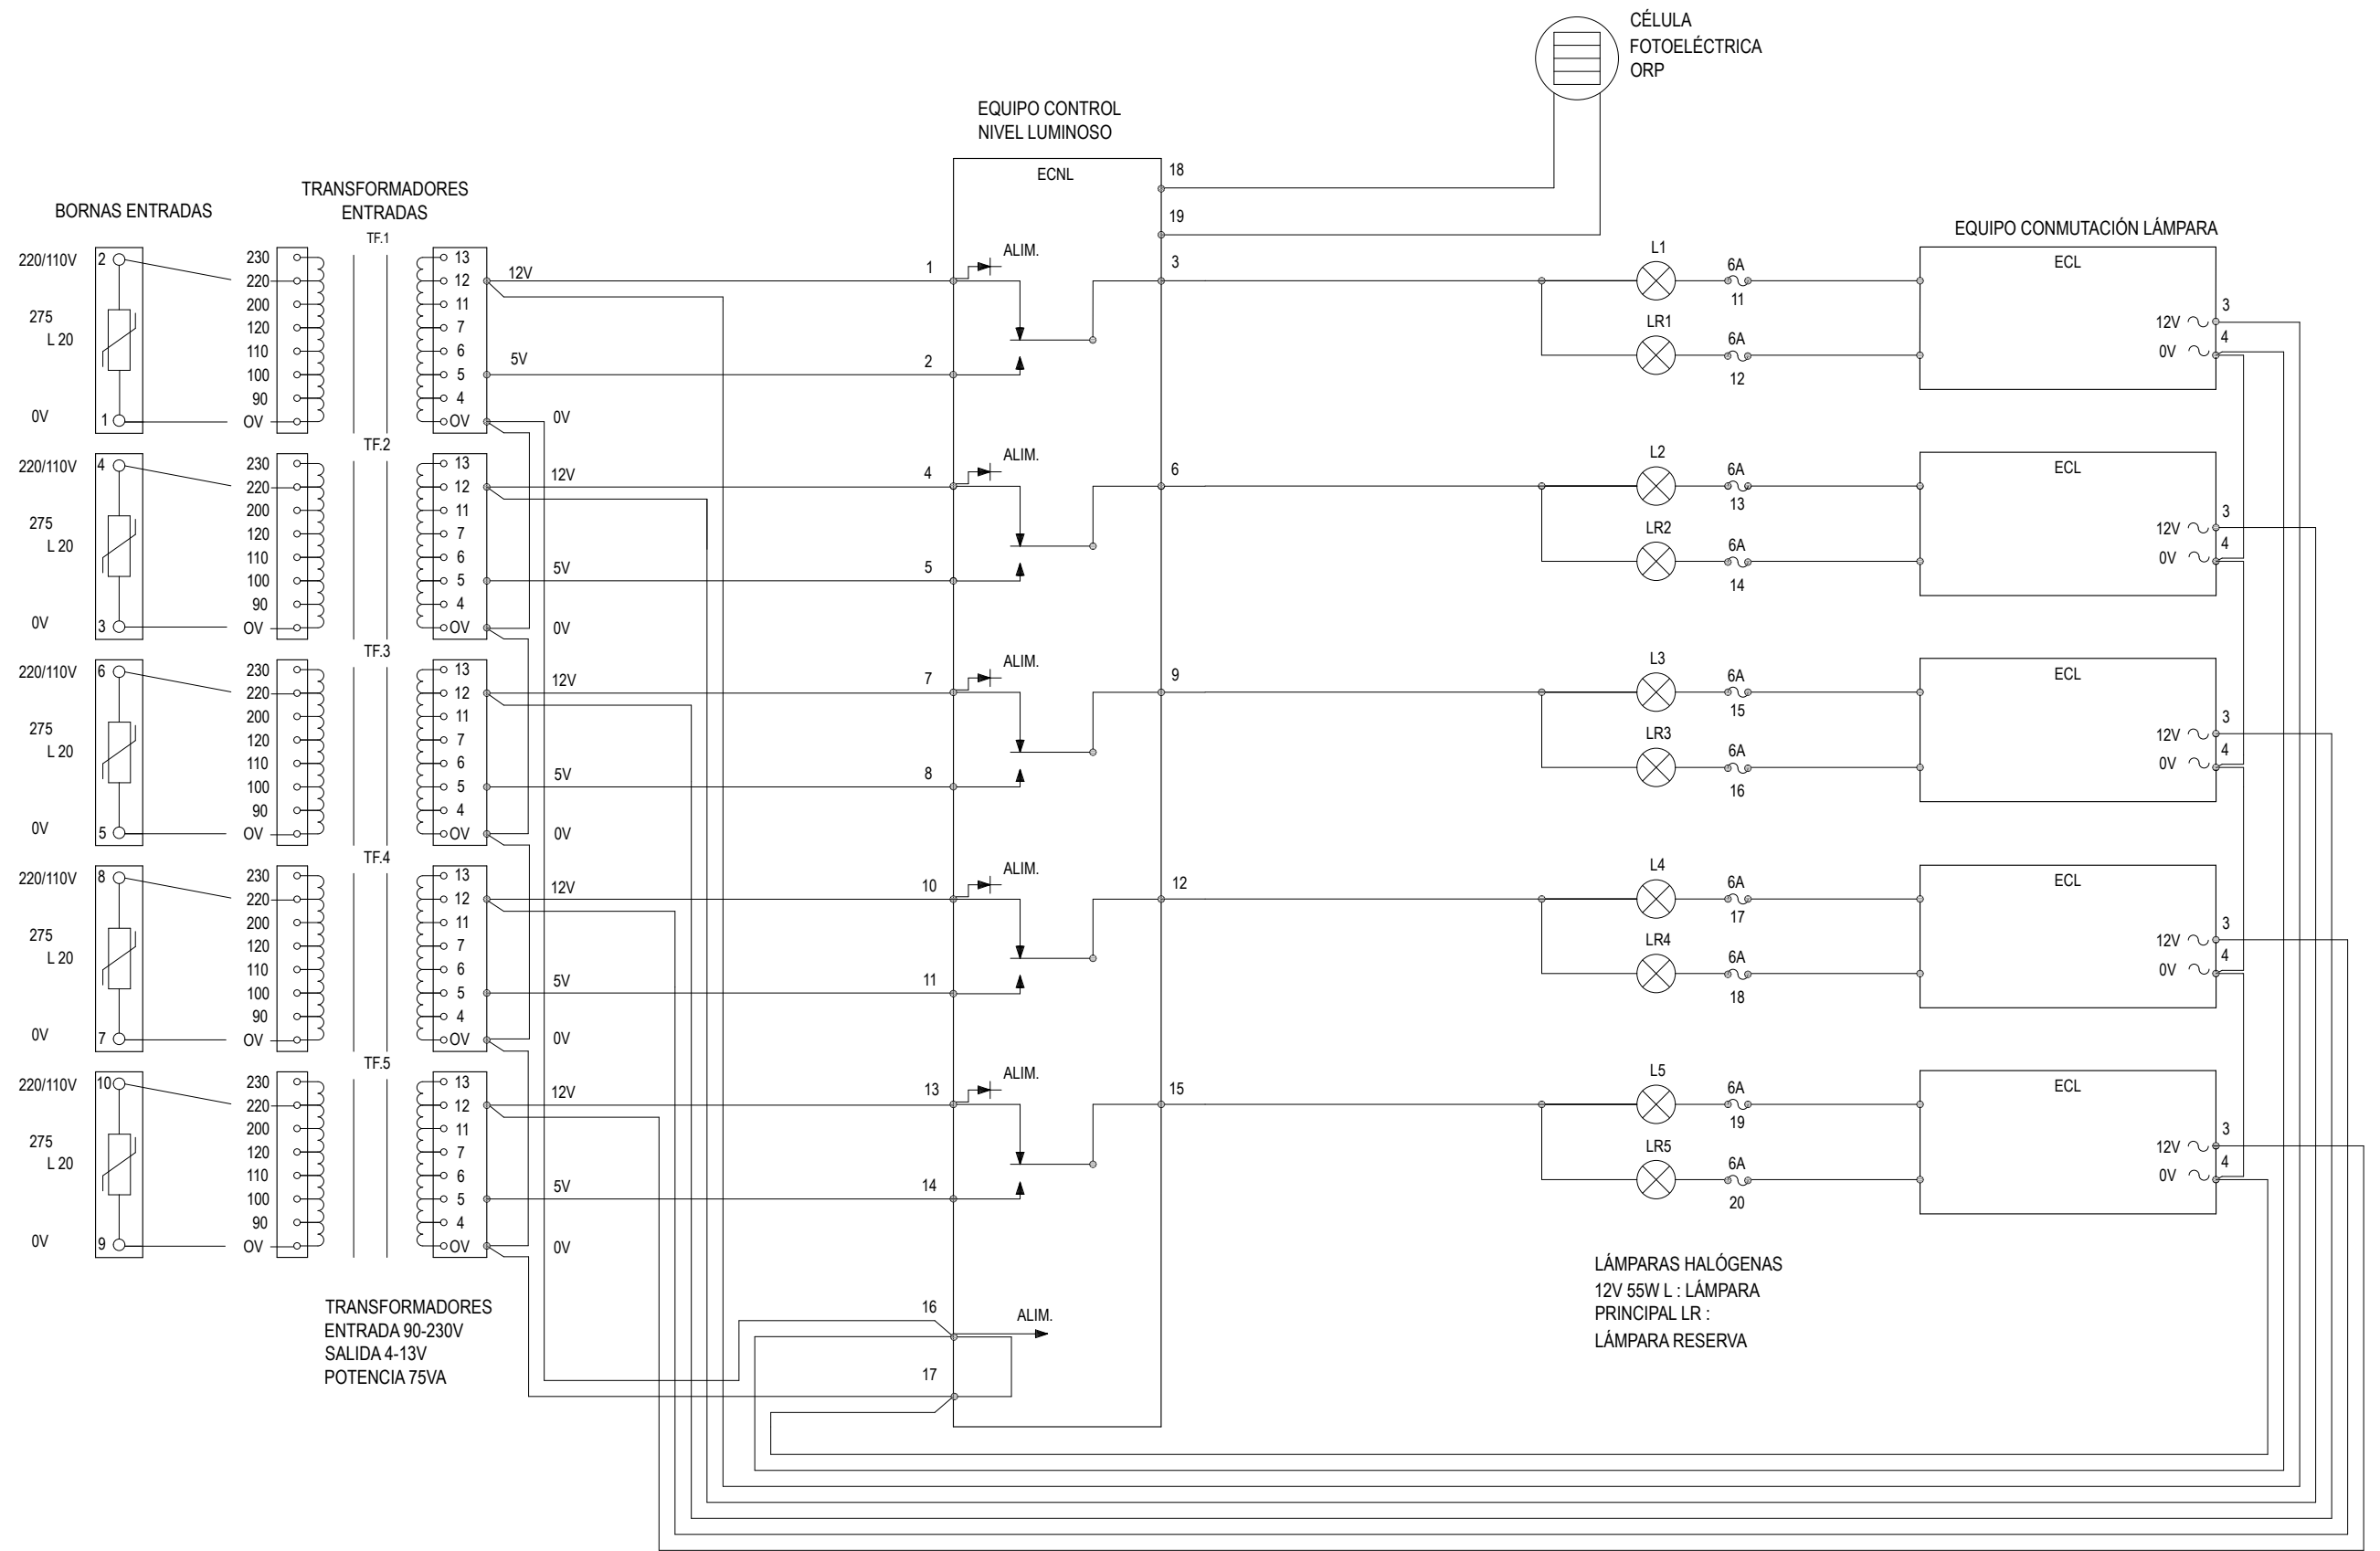 CÉLULA
FOTOELÉCTRICA
ORP
EQUIPO CONTROL
NIVEL LUMINOSO
ECNL
18
19
BORNAS ENTRADAS
TRANSFORMADORES
ENTRADAS
EQUIPO CONMUTACIÓN LÁMPARA
TF.1
220/110V 2
275
L 20
0V 1
230
220
200
120
110
100
90
OV
13
12
11
7
6
5
4
OV
12V
5V
0V
1
2
ALIM.
3
L1
6A
11
LR1
6A
12
ECL
3
12V
4
0V
TF.2
220/110V 4
275
L 20
0V 3
230
220
200
120
110
100
90
OV
13
12
11
7
6
5
4
OV
12V
5V
0V
4
5
ALIM.
6
L2
6A
13
LR2
6A
14
ECL
3
12V
4
0V
TF.3
220/110V 6
275
L 20
0V 5
230
220
200
120
110
100
90
OV
13
12
11
7
6
5
4
OV
12V
5V
0V
7
8
ALIM.
9
L3
6A
15
LR3
6A
16
ECL
3
12V
4
0V
TF.4
220/110V 8
275
L 20
0V 7
230
220
200
120
110
100
90
OV
13
12
11
7
6
5
4
OV
12V
5V
0V
10
11
ALIM.
12
L4
6A
17
LR4
6A
18
ECL
3
12V
4
0V
TF.5
220/110V 10
275
L 20
0V 9
230
220
200
120
110
100
90
OV
13
12
11
7
6
5
4
OV
12V
5V
0V
13
14
ALIM.
15
L5
6A
19
LR5
6A
20
ECL
3
12V
4
0V
16
17
ALIM.
TRANSFORMADORES
ENTRADA 90-230V
SALIDA 4-13V
POTENCIA 75VA
LÁMPARAS HALÓGENAS
12V 55W L : LÁMPARA
PRINCIPAL LR :
LÁMPARA RESERVA